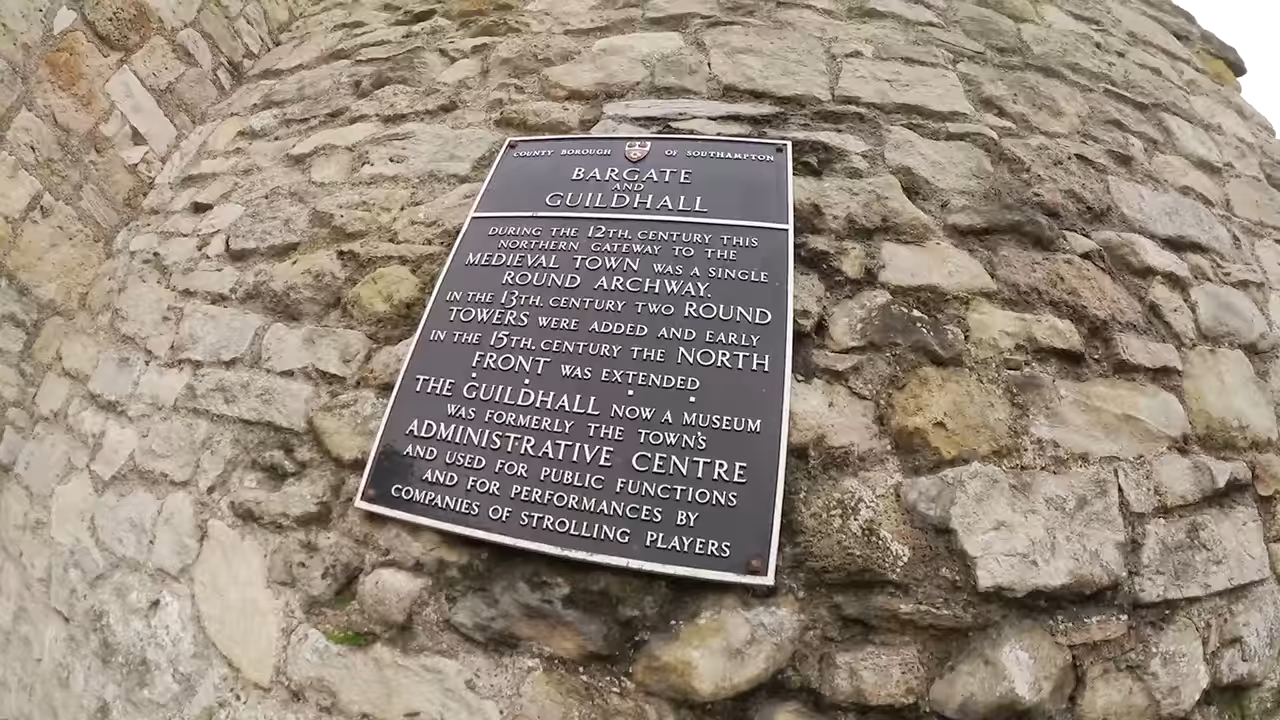 COUNTY BOROUGH OF SOUTHAMPTON
BARGATE
AND
GUILDHALL
DURING THE 12TH. CENTURY THIS
NORTHERN GATEWAY TO THE
MEDIEVAL TOWN WAS A SINGLE
ROUND ARCHWAY.
IN THE 13TH. CENTURY TWO ROUND
TOWERS WERE ADDED AND EARLY
IN THE 15TH. CENTURY THE NORTH
FRONT WAS EXTENDED
THE GUILDHALL NOW A MUSEUM
WAS FORMERLY THE TOWN'S
ADMINISTRATIVE CENTRE
AND USED FOR PUBLIC FUNCTIONS
AND FOR PERFORMANCES BY
COMPANIES OF STROLLING PLAYERS